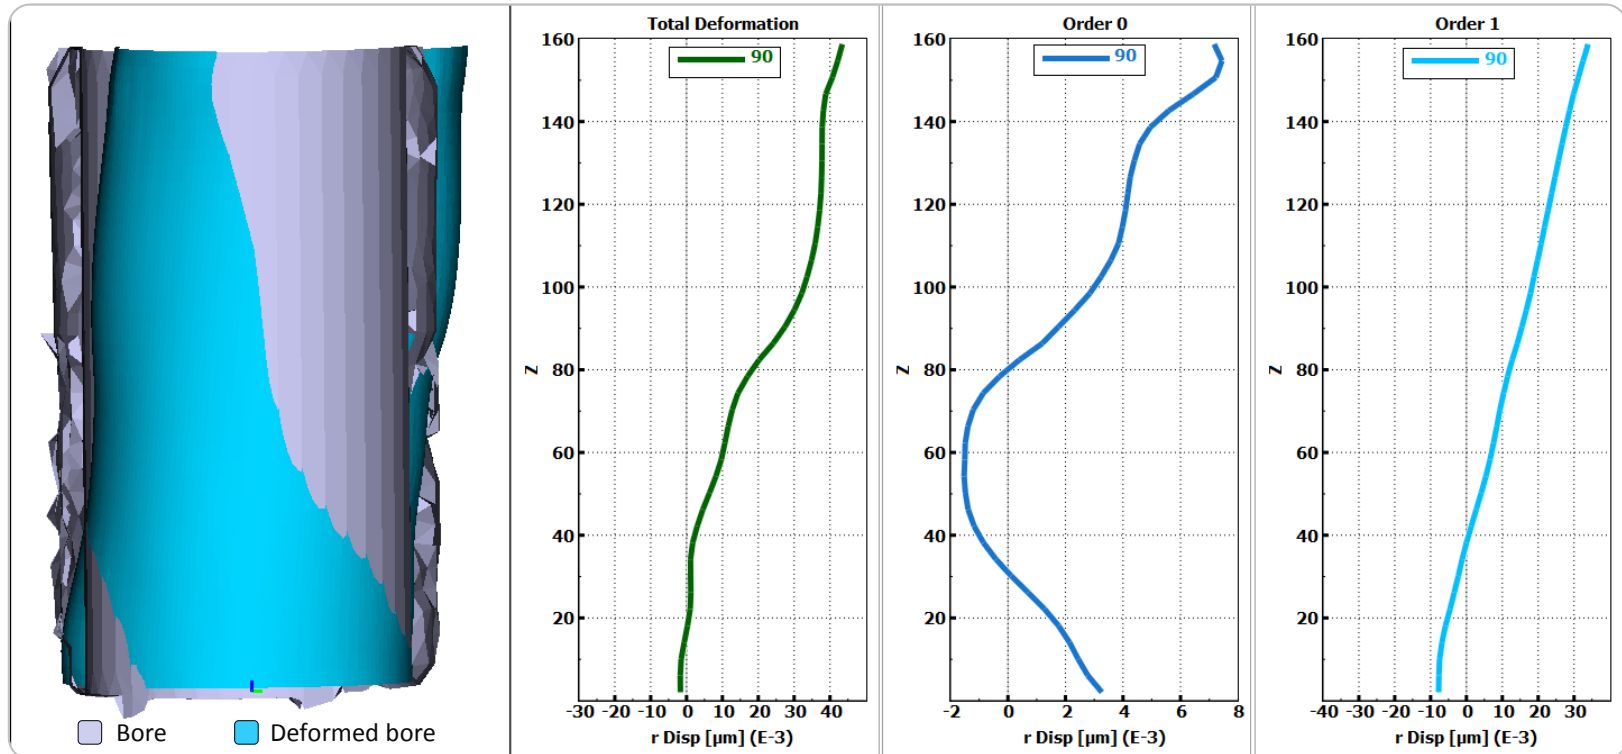 Total Deformation
90
160
140
120
100
80
60
40
20
Z
-30 -20 -10 0 10 20 30 40
r Disp [µm] (E-3)
Order 0
90
160
140
120
100
80
60
40
20
Z
-2 0 2 4 6 8
r Disp [µm] (E-3)
Order 1
90
160
140
120
100
80
60
40
20
Z
-40 -30 -20 -10 0 10 20 30
r Disp [µm] (E-3)
Bore
Deformed bore